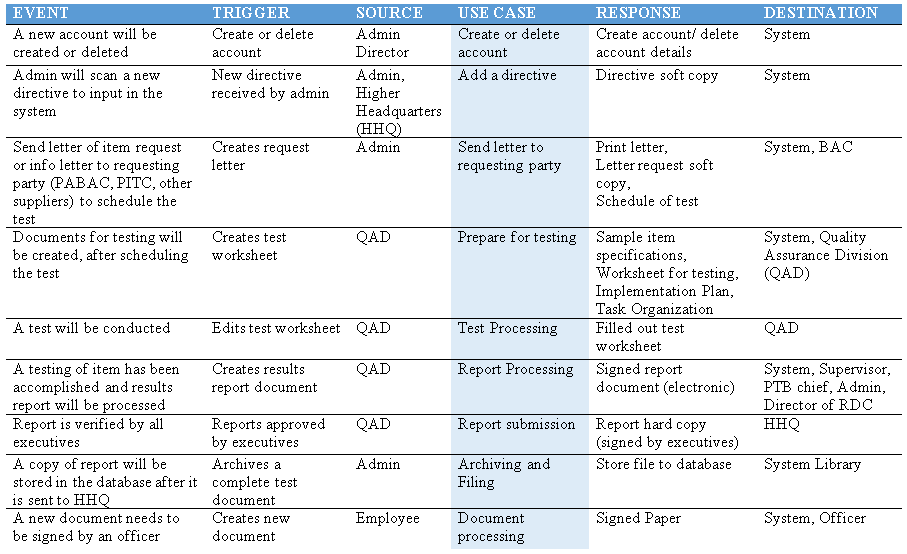 EVENT TRIGGER SOURCE USE CASE RESPONSE DESTINATION
A new account will be created or deleted
Create or delete account
Admin Director
Create or delete account
Create account/ delete account details
System
Admin will scan a new directive to input in the system
New directive received by admin
Admin, Higher Headquarters (HHQ)
Add a directive
Directive soft copy
System
Send letter of item request or info letter to requesting party (PABAC, PITC, other suppliers) to schedule the test
Creates request letter
Admin
Send letter to requesting party
Print letter, Letter request soft copy, Schedule of test
System, BAC
Documents for testing will be created, after scheduling the test
Creates test worksheet
QAD
Prepare for testing
Sample item specifications, Worksheet for testing, Implementation Plan, Task Organization
System, Quality Assurance Division (QAD)
A test will be conducted
Edits test worksheet
QAD
Test Processing
Filled out test worksheet
QAD
A testing of item has been accomplished and results report will be processed
Creates results report document
QAD
Report Processing
Signed report document (electronic)
System, Supervisor, PTB chief, Admin, Director of RDC
Report is verified by all executives
Reports approved by executives
QAD
Report submission
Report hard copy (signed by executives)
HHQ
A copy of report will be stored in the database after it is sent to HHQ
Archives a complete test document
Admin
Archiving and Filing
Store file to database
System Library
A new document needs to be signed by an officer
Creates new document
Employee
Document processing
Signed Paper
System, Officer